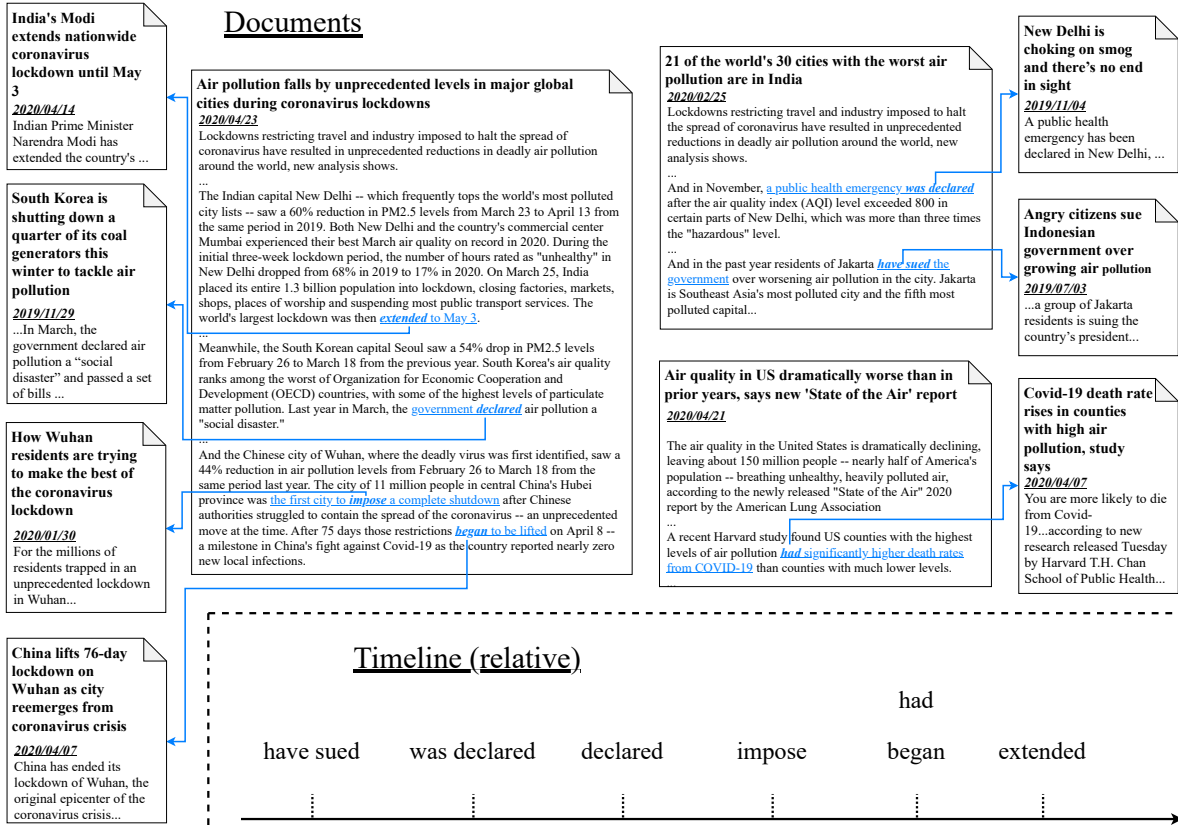 Documents
India's Modi
extends nationwide
coronavirus
lockdown until May
3
2020/04/14
Indian Prime Minister
Narendra Modi has
extended the country's ...
South Korea is
shutting down a
quarter of its coal
generators this
winter to tackle air
pollution
2019/11/29
...In March, the
government declared air
pollution a “social
disaster” and passed a set
of bills ...
How Wuhan
residents are trying
to make the best of
the coronavirus
lockdown
2020/01/30
For the millions of
residents trapped in an
unprecedented lockdown
in Wuhan...
China lifts 76-day
lockdown on
Wuhan as city
reemerges from
coronavirus crisis
2020/04/07
China has ended its
lockdown of Wuhan, the
original epicenter of the
coronavirus crisis...
Air pollution falls by unprecedented levels in major global
cities during coronavirus lockdowns
2020/04/23
Lockdowns restricting travel and industry imposed to halt the spread of
coronavirus have resulted in unprecedented reductions in deadly air pollution
around the world, new analysis shows.
...
The Indian capital New Delhi -- which frequently tops the world's most polluted
city lists -- saw a 60% reduction in PM2.5 levels from March 23 to April 13 from
the same period in 2019. Both New Delhi and the country's commercial center
Mumbai experienced their best March air quality on record in 2020. During the
initial three-week lockdown period, the number of hours rated as "unhealthy" in
New Delhi dropped from 68% in 2019 to 17% in 2020. On March 25, India
placed its entire 1.3 billion population into lockdown, closing factories, markets,
shops, places of worship and suspending most public transport services. The
world's largest lockdown was then extended to May 3.
...
Meanwhile, the South Korean capital Seoul saw a 54% drop in PM2.5 levels
from February 26 to March 18 from the previous year. South Korea's air quality
ranks among the worst of Organization for Economic Cooperation and
Development (OECD) countries, with some of the highest levels of particulate
matter pollution. Last year in March, the government declared air pollution a
"social disaster."
...
And the Chinese city of Wuhan, where the deadly virus was first identified, saw a
44% reduction in air pollution levels from February 26 to March 18 from the
same period last year. The city of 11 million people in central China's Hubei
province was the first city to impose a complete shutdown after Chinese
authorities struggled to contain the spread of the coronavirus -- an unprecedented
move at the time. After 75 days those restrictions began to be lifted on April 8 --
a milestone in China's fight against Covid-19 as the country reported nearly zero
new local infections.
21 of the world's 30 cities with the worst air
pollution are in India
2020/02/25
Lockdowns restricting travel and industry imposed to halt
the spread of coronavirus have resulted in unprecedented
reductions in deadly air pollution around the world, new
analysis shows.
...
And in November, a public health emergency was declared
after the air quality index (AQI) level exceeded 800 in
certain parts of New Delhi, which was more than three times
the "hazardous" level.
...
And in the past year residents of Jakarta have sued the
government over worsening air pollution in the city. Jakarta
is Southeast Asia's most polluted city and the fifth most
polluted capital...
Air quality in US dramatically worse than in
prior years, says new 'State of the Air' report
2020/04/21
The air quality in the United States is dramatically declining,
leaving about 150 million people -- nearly half of America's
population -- breathing unhealthy, heavily polluted air,
according to the newly released "State of the Air" 2020
report by the American Lung Association
...
A recent Harvard study found US counties with the highest
levels of air pollution had significantly higher death rates
from COVID-19 than counties with much lower levels.
...
New Delhi is
choking on smog
and there’s no end
in sight
2019/11/04
A public health
emergency has been
declared in New Delhi, ...
Angry citizens sue
Indonesian
government over
growing air pollution
2019/07/03
...a group of Jakarta
residents is suing the
country’s president...
Covid-19 death rate
rises in counties
with high air
pollution, study
says
2020/04/07
You are more likely to die
from Covid-
19...according to new
research released Tuesday
by Harvard T.H. Chan
School of Public Health...
Timeline (relative)
had
have sued was declared declared impose began extended